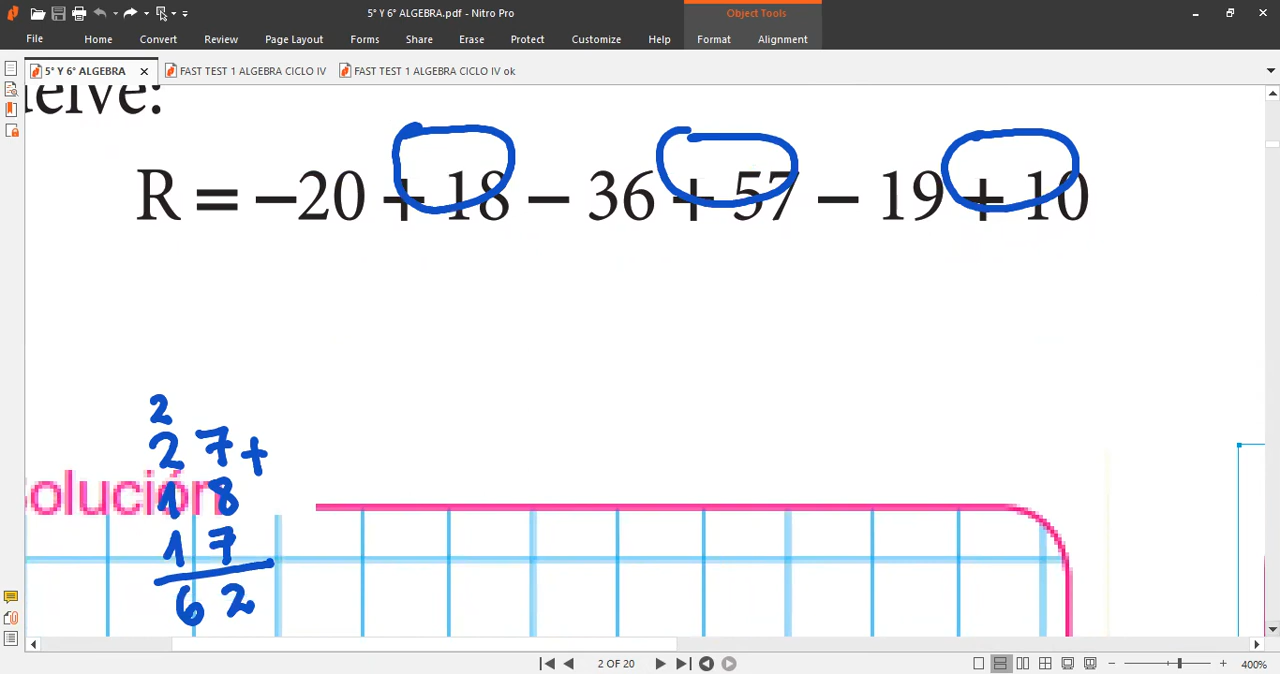 5° Y 6° ALGEBRA.pdf - Nitro Pro
Object Tools
File Home Convert Review Page Layout Forms Share Erase Protect Customize Help Format Alignment
5° Y 6° ALGEBRA FAST TEST 1 ALGEBRA CICLO IV FAST TEST 1 ALGEBRA CICLO IV ok
R = −20 + 18 − 36 + 57 − 19 + 10
2
27+
18
17
62
olución
2 OF 20
400%